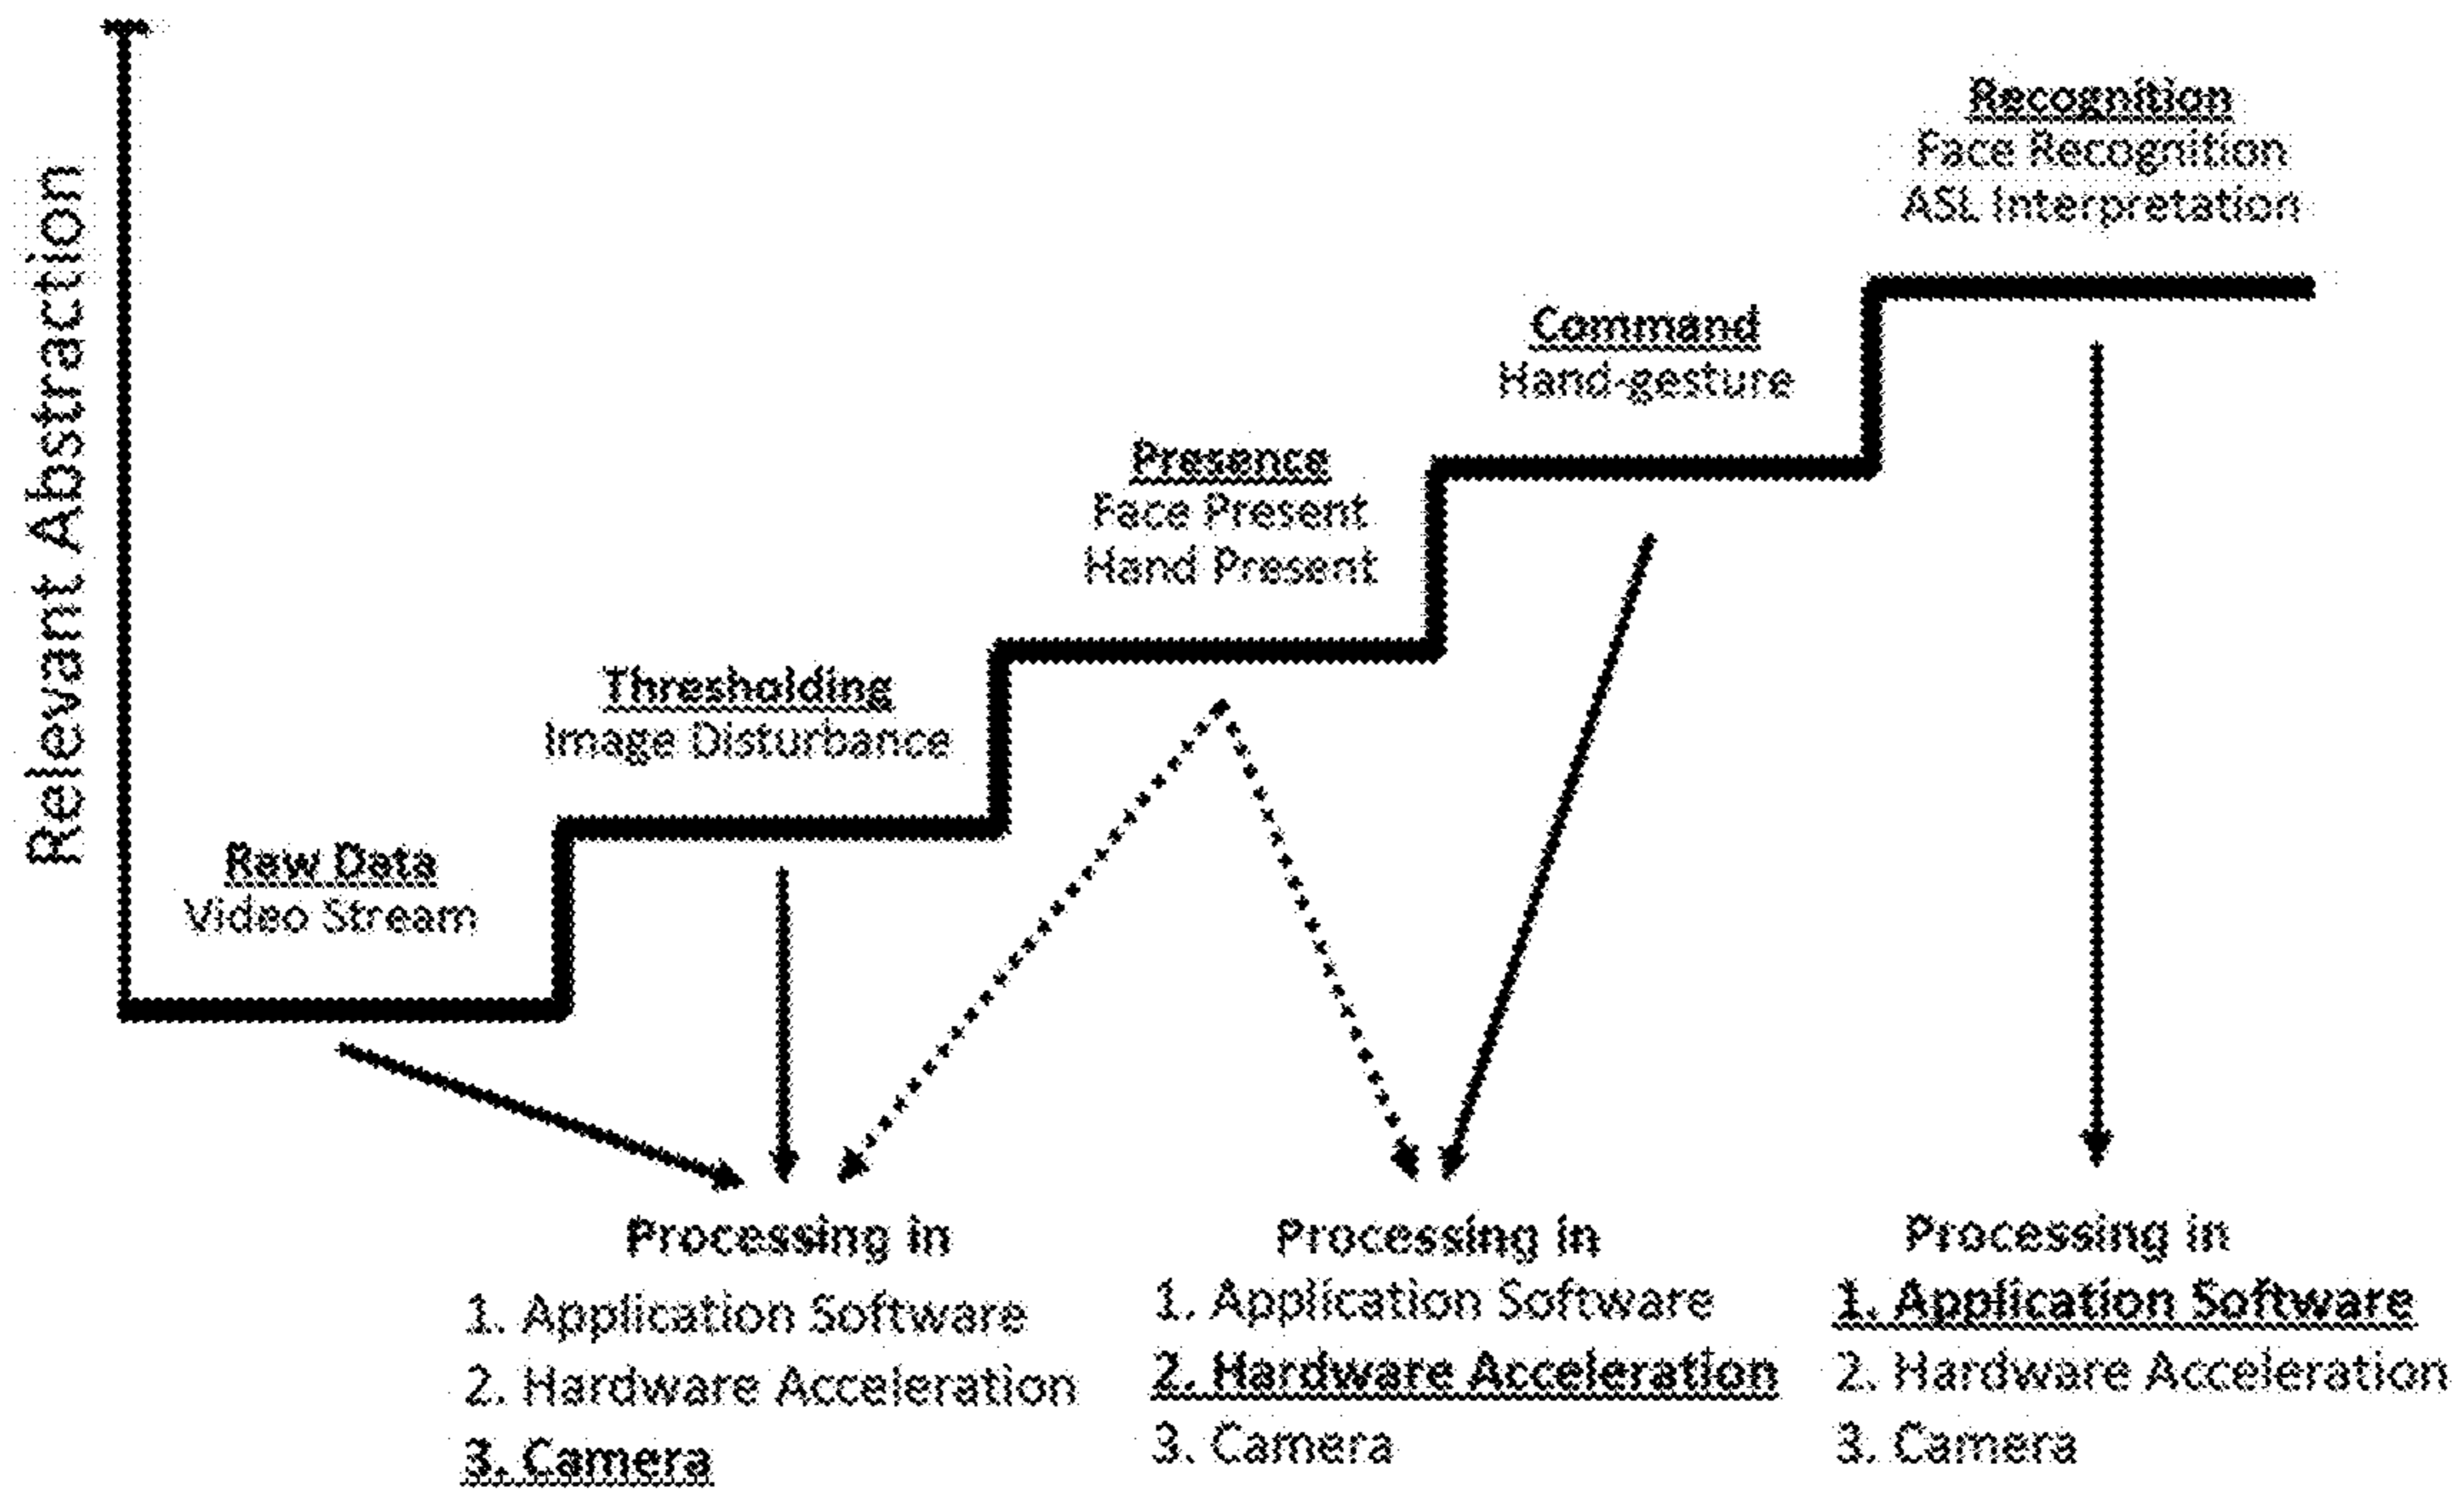 Relevant Abstraction
Raw Data
Video Stream
Thresholding
Image Disturbance
Presence
Face Present
Hand Present
Command
Hand-gesture
Recognition
Face Recognition
ASL Interpretation
Processing in
1. Application Software
2. Hardware Acceleration
3. Camera
Processing in
1. Application Software
2. Hardware Acceleration
3. Camera
Processing in
1. Application Software
2. Hardware Acceleration
3. Camera